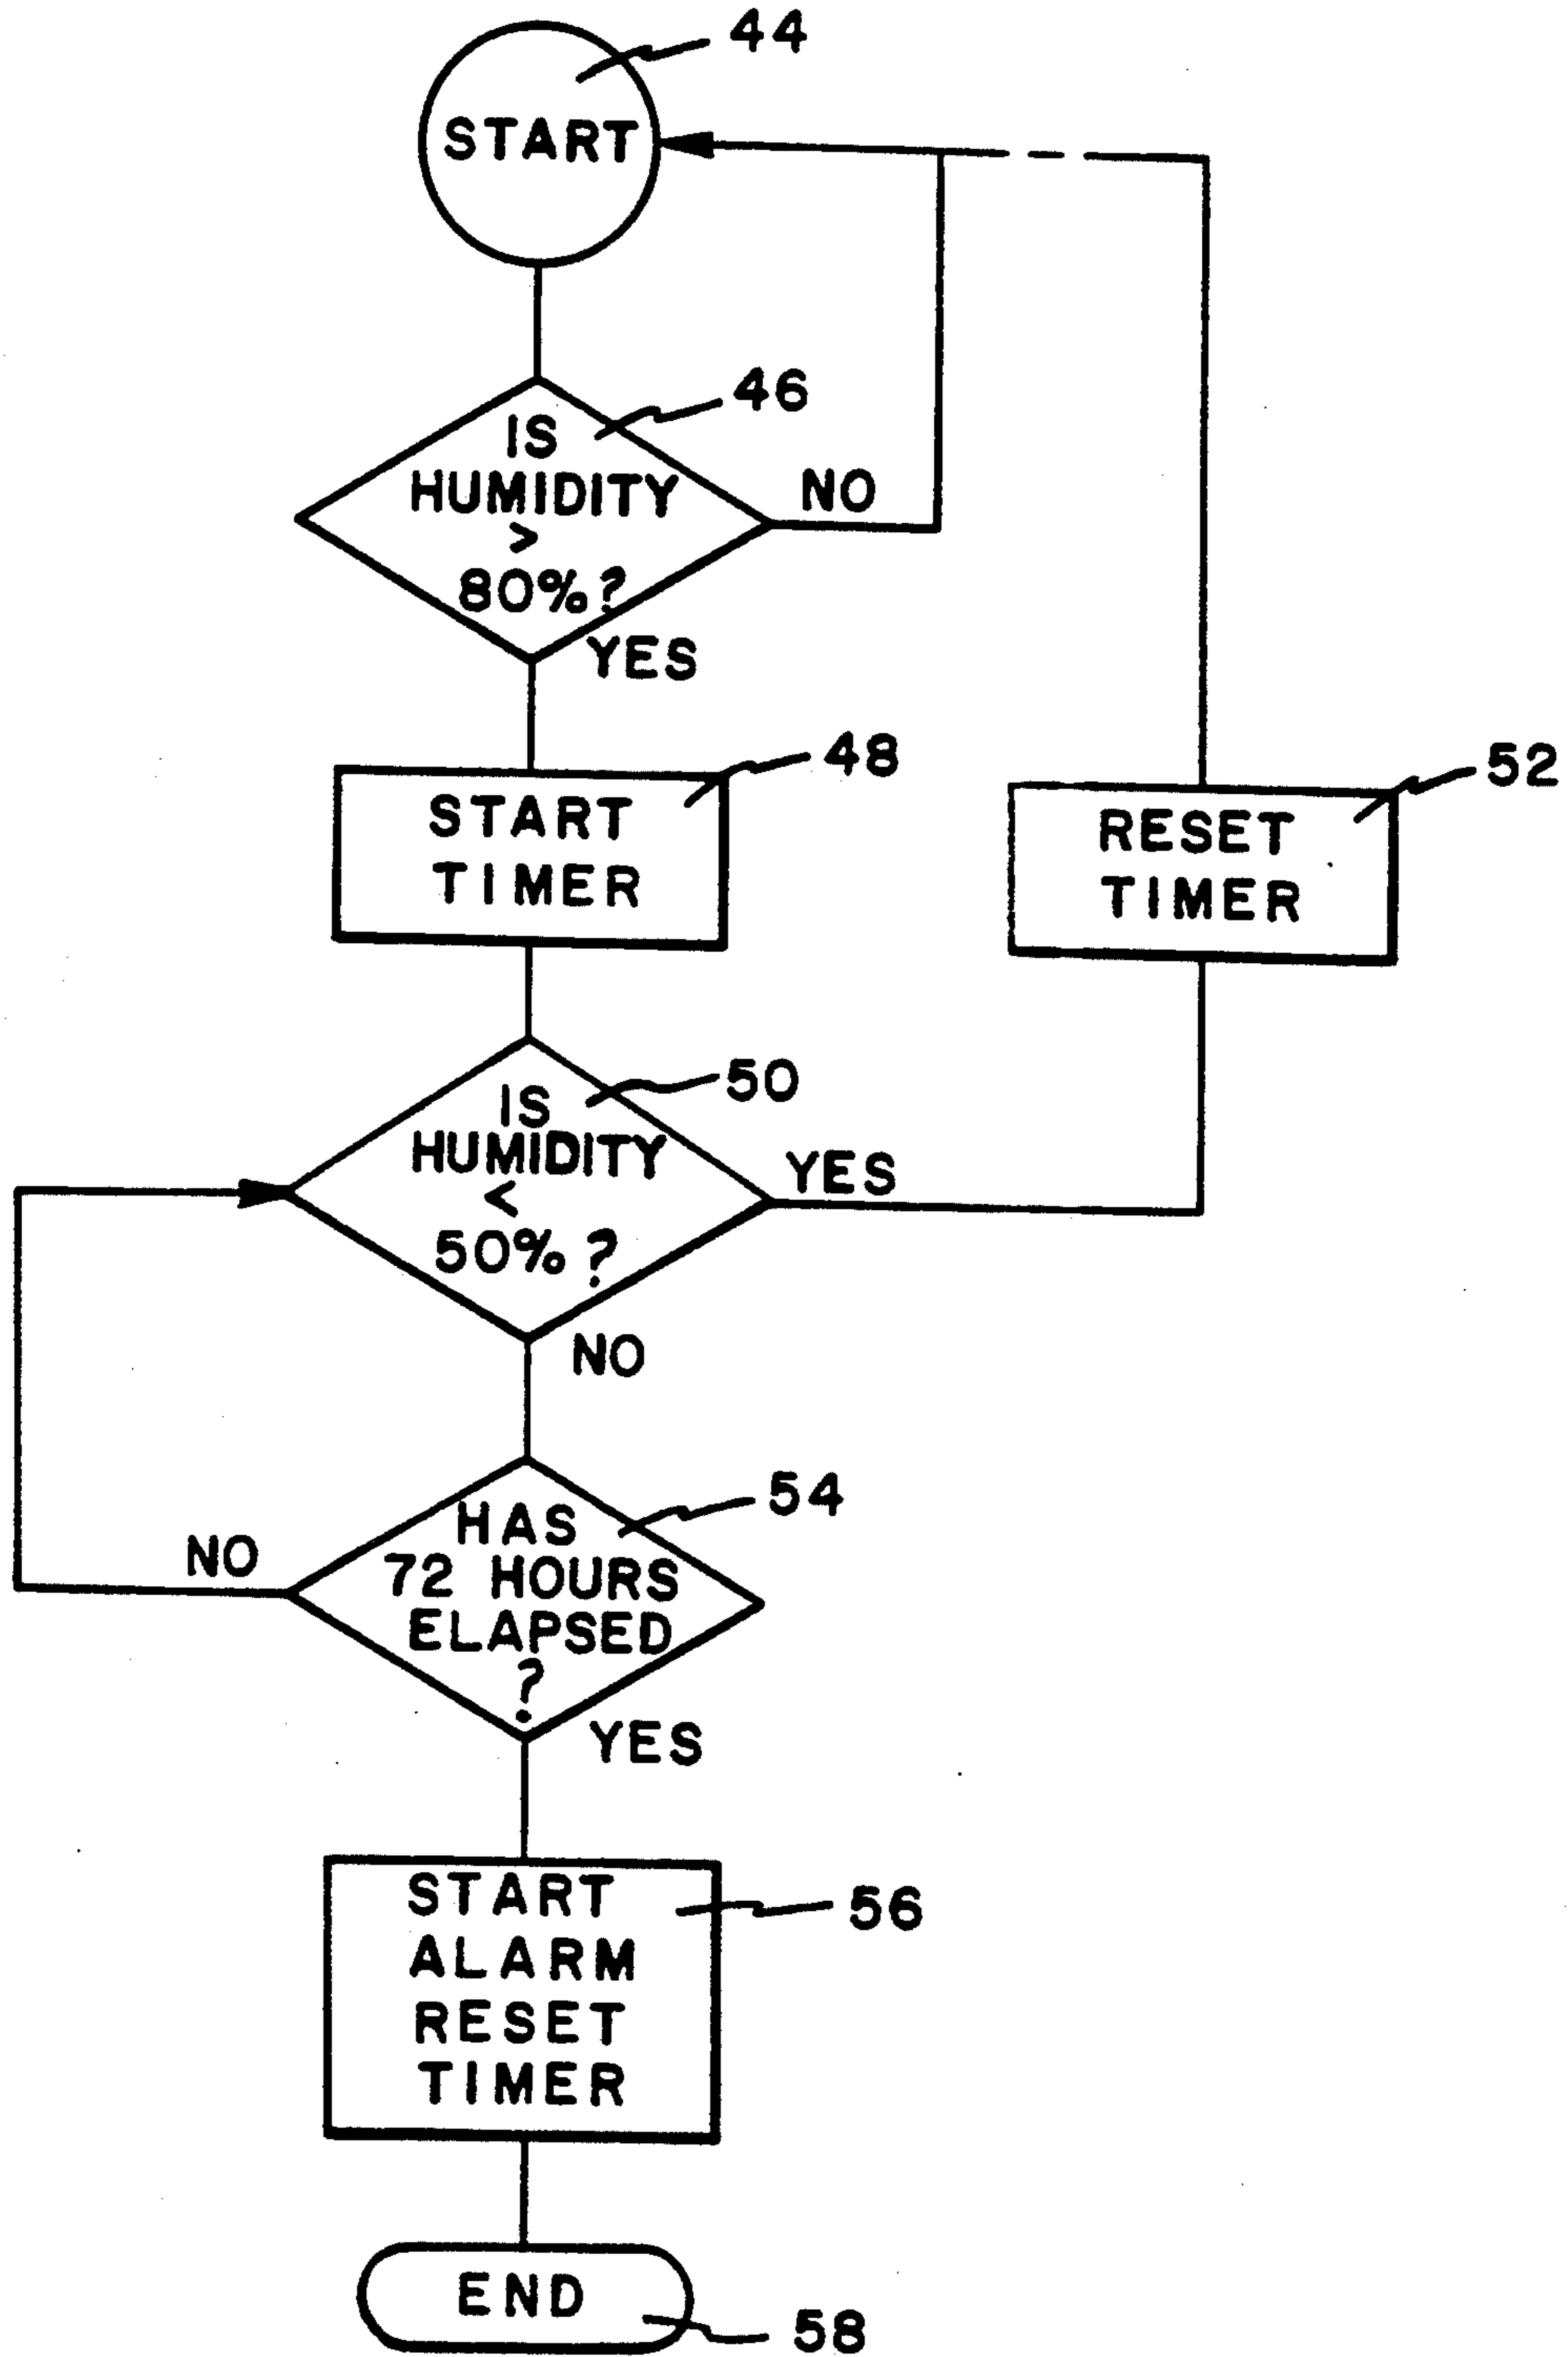 44
START
46
IS
HUMIDITY
>
80%?
NO
YES
48
START
TIMER
52
RESET
TIMER
50
IS
HUMIDITY
<
50%?
YES
NO
54
HAS
72 HOURS
ELAPSED
?
NO
YES
START
ALARM
RESET
TIMER
56
END
58